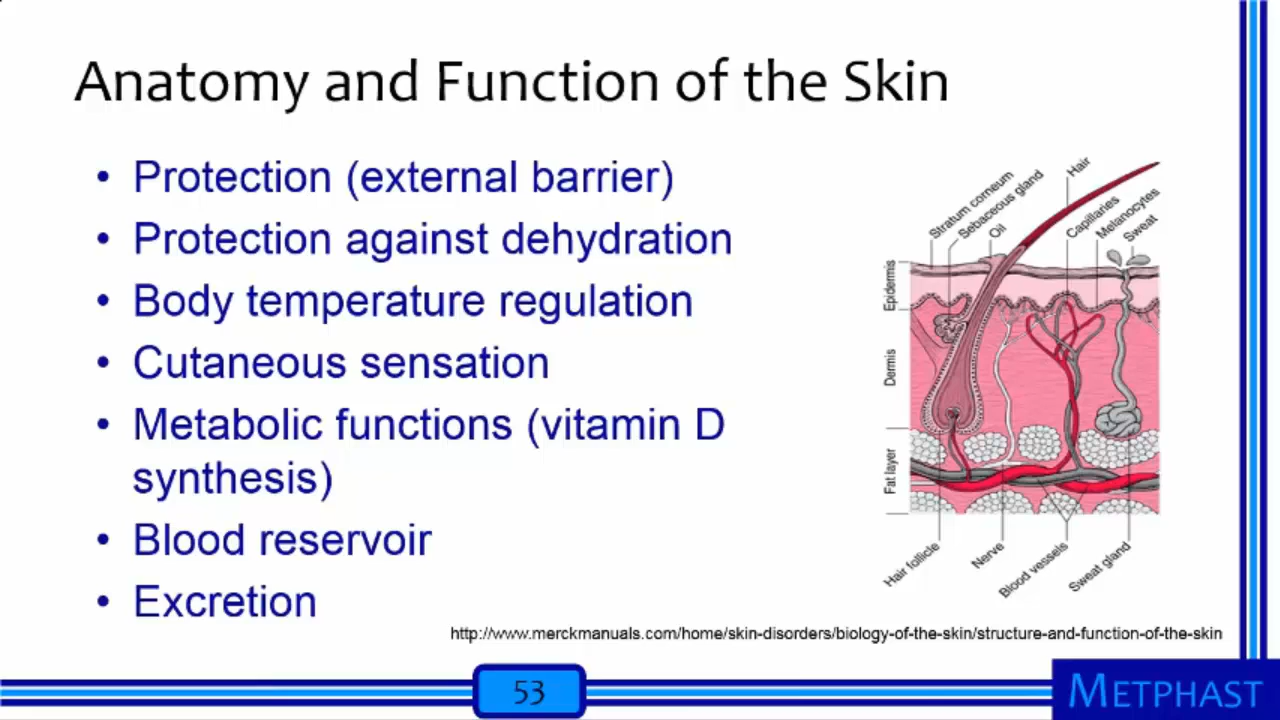 Anatomy and Function of the Skin
• Protection (external barrier)
• Protection against dehydration
• Body temperature regulation
• Cutaneous sensation
• Metabolic functions (vitamin D
synthesis)
• Blood reservoir
• Excretion
Stratum corneum
Sebaceous gland
Oil
Hair
Capillaries
Melanocytes
Sweat
Epidermis
Dermis
Fat layer
Hair follicle
Nerve
Blood vessels
Sweat gland
http://www.merckmanuals.com/home/skin-disorders/biology-of-the-skin/structure-and-function-of-the-skin
53
METPHAST